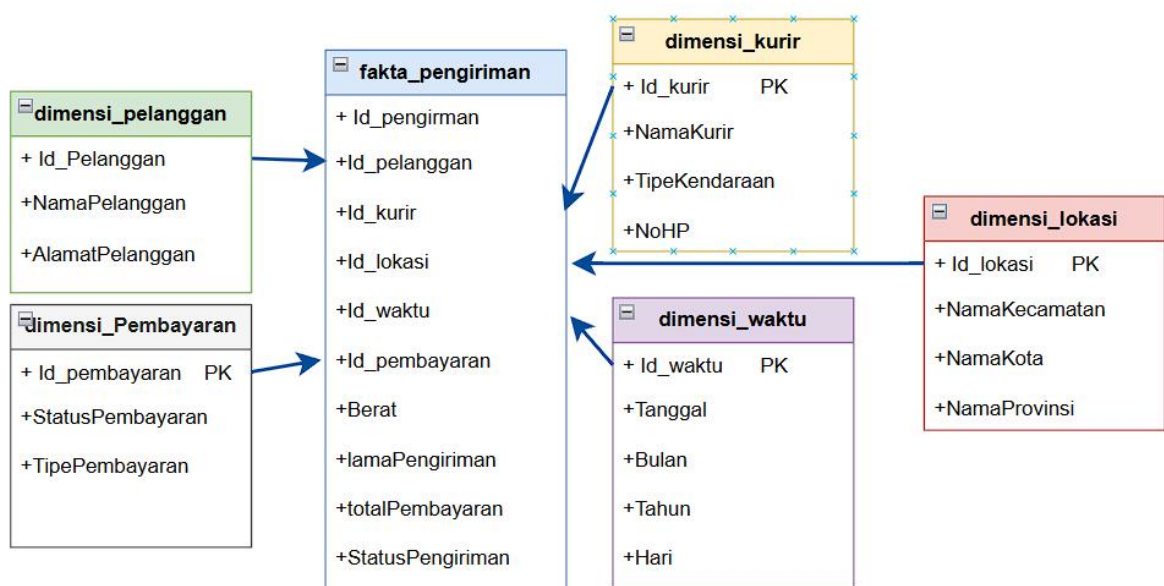 dimensi_pelanggan
+ Id_Pelanggan
+NamaPelanggan
+AlamatPelanggan
dimensi_Pembayaran
+ Id_pembayaran PK
+StatusPembayaran
+TipePembayaran
fakta_pengiriman
+ Id_pengirman
+Id_pelanggan
+Id_kurir
+Id_lokasi
+Id_waktu
+Id_pembayaran
+Berat
+lamaPengiriman
+totalPembayaran
+StatusPengiriman
dimensi_kurir
+ Id_kurir PK
+NamaKurir
+TipeKendaraan
+NoHP
dimensi_waktu
+ Id_waktu PK
+Tanggal
+Bulan
+Tahun
+Hari
dimensi_lokasi
+ Id_lokasi PK
+NamaKecamatan
+NamaKota
+NamaProvinsi